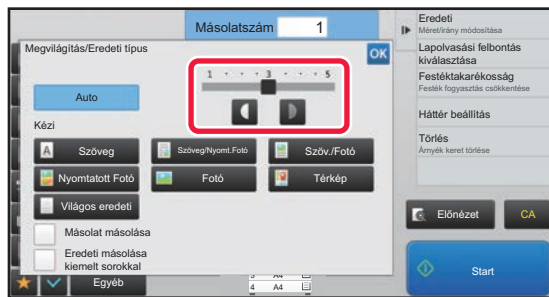 Másolatszám 1
Megvilágítás/Eredeti típus
OK
1 3 5
Auto
Kézi
A Szöveg
Szöveg/Nyomt.Fotó
Szöv./Fotó
Nyomtatott Fotó
Fotó
Térkép
Világos eredeti
Másolat másolása
Eredeti másolása
kiemelt sorokkal
Egyéb
3 A4
4 A4
Eredeti
Méret/irány módosítása
Lapolvasási felbontás
kiválasztása
Festéktakarékosság
Festék fogyasztás csökkentése
Háttér beállítás
Törlés
Árnyék keret törlése
Előnézet
CA
Start